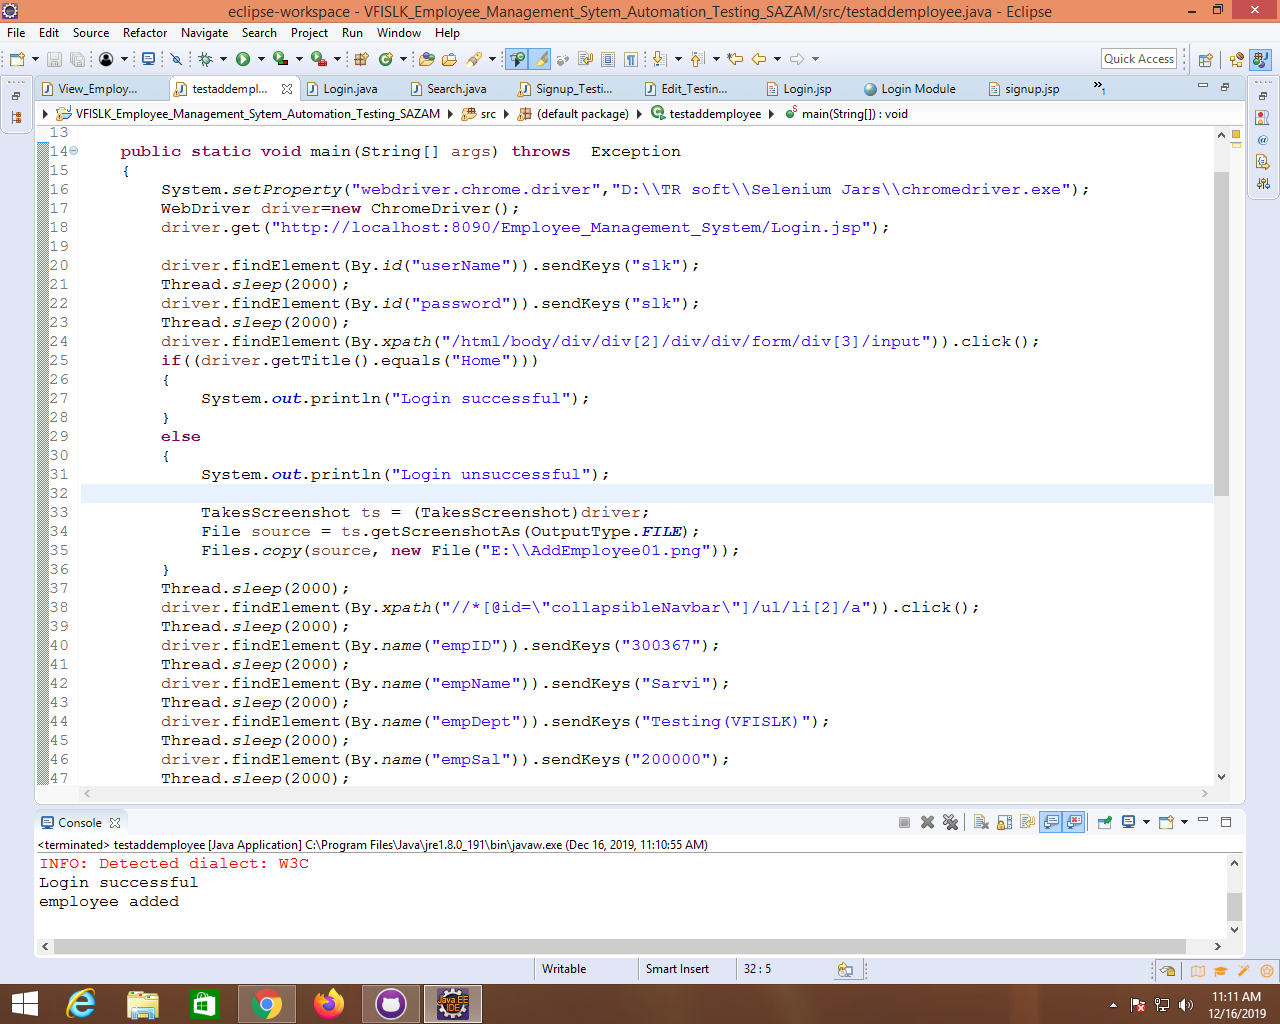 eclipse-workspace - VFISLK_Employee_Management_Sytem_Automation_Testing_SAZAM/src/testaddemployee.java - Eclipse
File Edit Source Refactor Navigate Search Project Run Window Help
Quick Access
View_Employ... testaddempl... Login.java Search.java Signup_Testi... Edit_Testin... Login.jsp Login Module signup.jsp »1
VFISLK_Employee_Management_Sytem_Automation_Testing_SAZAM src (default package) testaddemployee main(String[]) : void
13
14 public static void main(String[] args) throws  Exception
15 {
16 System.setProperty("webdriver.chrome.driver","D:\\TR soft\\Selenium Jars\\chromedriver.exe");
17 WebDriver driver=new ChromeDriver();
18 driver.get("http://localhost:8090/Employee_Management_System/Login.jsp");
19
20 driver.findElement(By.id("userName")).sendKeys("slk");
21 Thread.sleep(2000);
22 driver.findElement(By.id("password")).sendKeys("slk");
23 Thread.sleep(2000);
24 driver.findElement(By.xpath("/html/body/div/div[2]/div/div/form/div[3]/input")).click();
25 if((driver.getTitle().equals("Home")))
26 {
27 System.out.println("Login successful");
28 }
29 else
30 {
31 System.out.println("Login unsuccessful");
32
33 TakesScreenshot ts = (TakesScreenshot)driver;
34 File source = ts.getScreenshotAs(OutputType.FILE);
35 Files.copy(source, new File("E:\\AddEmployee01.png"));
36 }
37 Thread.sleep(2000);
38 driver.findElement(By.xpath("//*[@id=\"collapsibleNavbar\"]/ul/li[2]/a")).click();
39 Thread.sleep(2000);
40 driver.findElement(By.name("empID")).sendKeys("300367");
41 Thread.sleep(2000);
42 driver.findElement(By.name("empName")).sendKeys("Sarvi");
43 Thread.sleep(2000);
44 driver.findElement(By.name("empDept")).sendKeys("Testing(VFISLK)");
45 Thread.sleep(2000);
46 driver.findElement(By.name("empSal")).sendKeys("200000");
47 Thread.sleep(2000);
Console
<terminated> testaddemployee [Java Application] C:\Program Files\Java\jre1.8.0_191\bin\javaw.exe (Dec 16, 2019, 11:10:55 AM)
INFO: Detected dialect: W3C
Login successful
employee added
Writable Smart Insert 32 : 5
Java EE
IDE
11:11 AM
12/16/2019